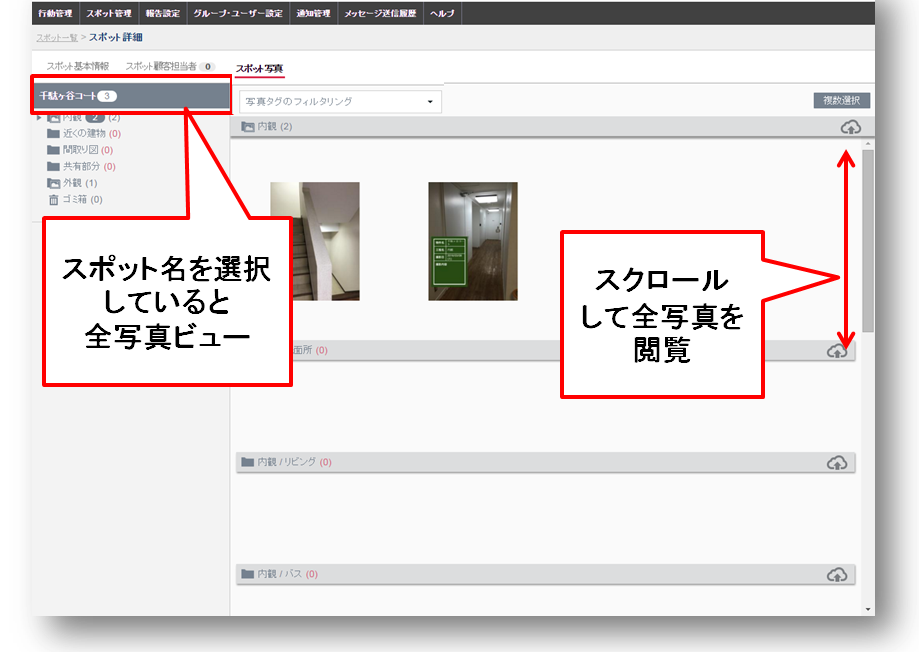 行動管理 スポット管理 報告設定 グループ・ユーザー設定 通知管理 メッセージ送信履歴 ヘルプ
スポット一覧 > スポット詳細
スポット基本情報 スポット顧客担当者 0 スポット写真
千駄ヶ谷コート 3
写真タグのフィルタリング
複数選択
内観 2 (2)
近くの建物 (0)
間取り図 (0)
共有部分 (0)
外観 (1)
ゴミ箱 (0)
内観 (2)
スポット名を選択
していると
全写真ビュー
スクロール
して全写真を
閲覧
面所 (0)
内観 / リビング (0)
内観 / バス (0)